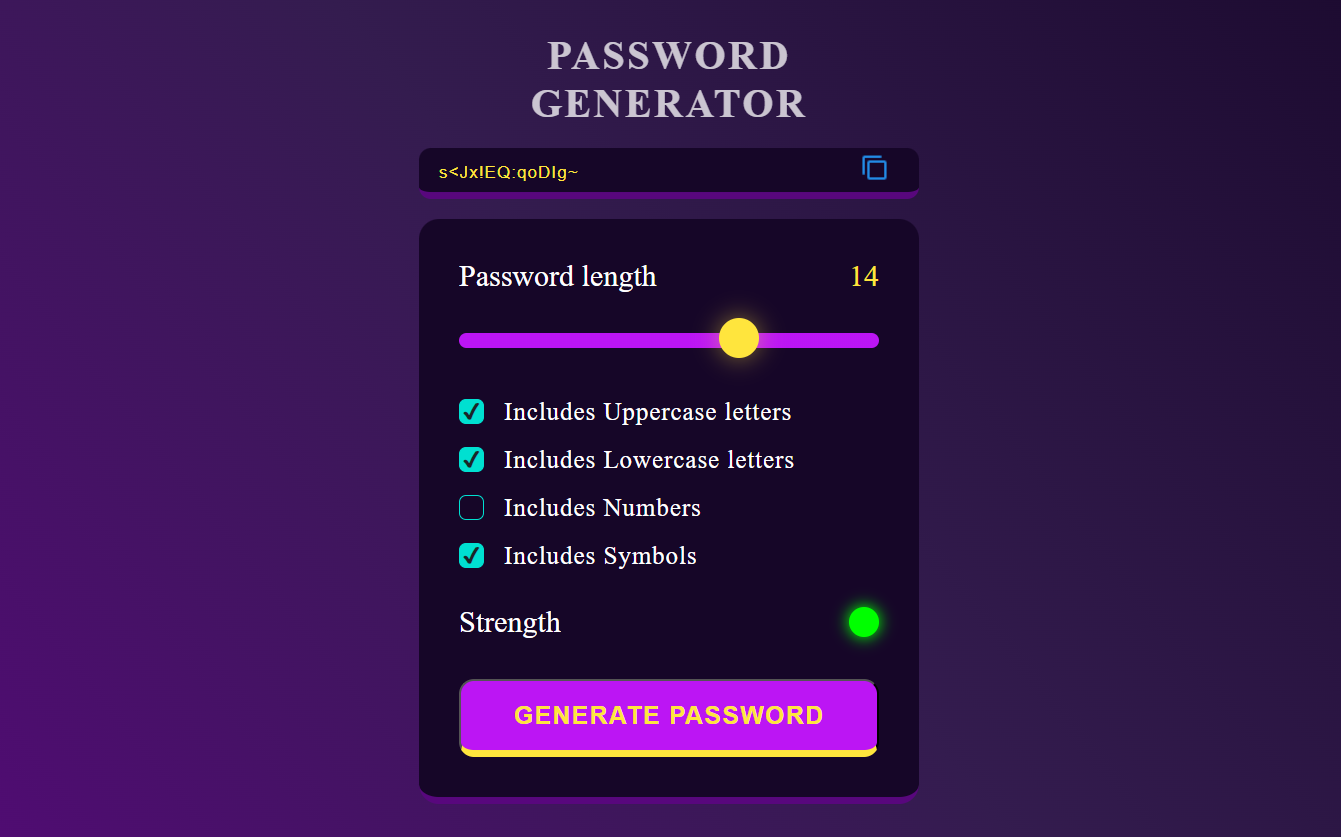 PASSWORD
GENERATOR
s<Jx!EQ:qoDIg~
Password length 14
Includes Uppercase letters
Includes Lowercase letters
Includes Numbers
Includes Symbols
Strength
GENERATE PASSWORD